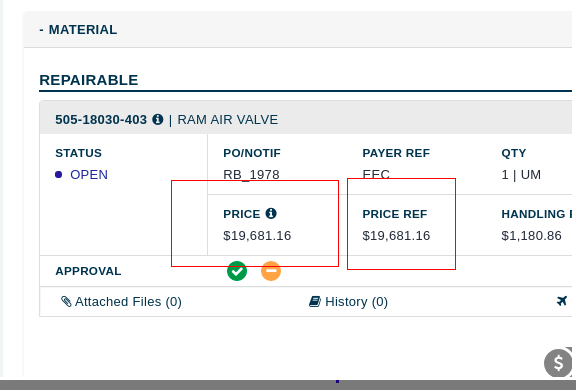 - MATERIAL
REPAIRABLE
505-18030-403 | RAM AIR VALVE
STATUS PO/NOTIF PAYER REF QTY
OPEN RB_1978 EEC 1 | UM
PRICE PRICE REF HANDLING
$19,681.16 $19,681.16 $1,180.86
APPROVAL
Attached Files (0) History (0)
$